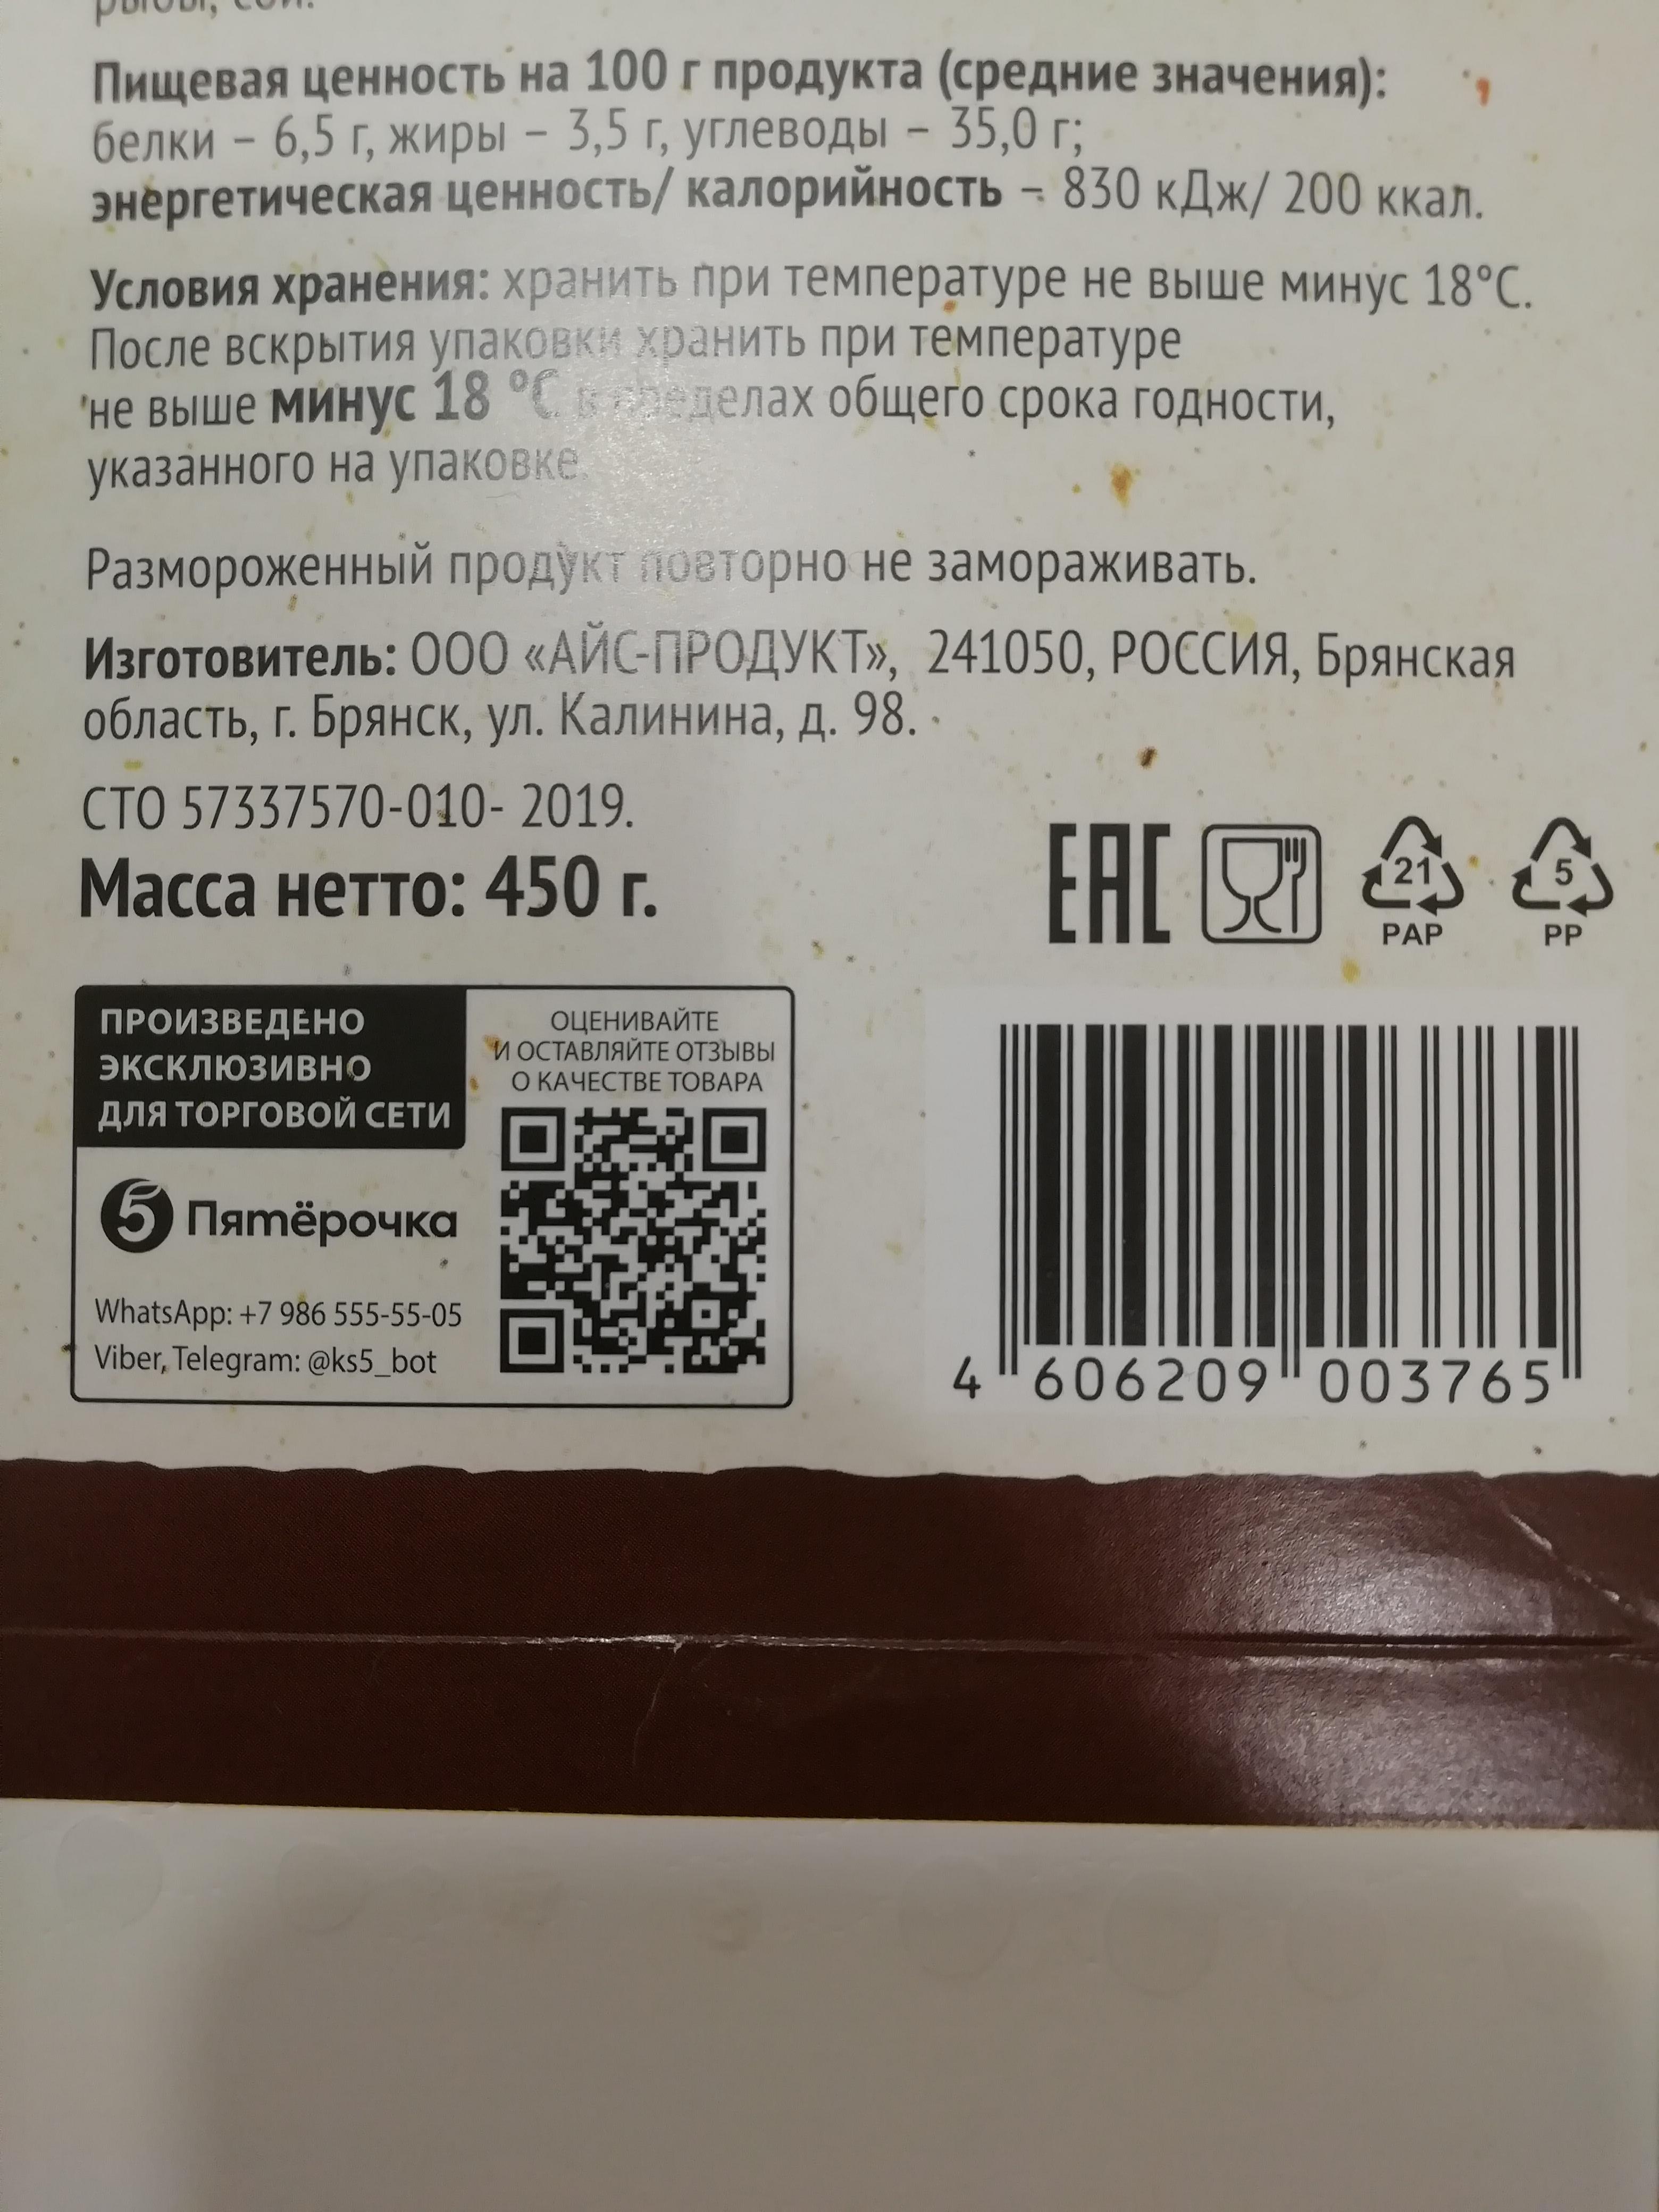 рыбы, сои.
Пищевая ценность на 100 г продукта (средние значения):
белки – 6,5 г, жиры – 3,5 г, углеводы – 35,0 г;
энергетическая ценность/ калорийность – 830 кДж/ 200 ккал.
Условия хранения: хранить при температуре не выше минус 18°С.
После вскрытия упаковки хранить при температуре
не выше минус 18 °С в пределах общего срока годности,
указанного на упаковке.
Размороженный продукт повторно не замораживать.
Изготовитель: ООО «АЙС-ПРОДУКТ», 241050, РОССИЯ, Брянская
область, г. Брянск, ул. Калинина, д. 98.
СТО 57337570-010- 2019.
Масса нетто: 450 г.
EAC
21
PAP
5
PP
ПРОИЗВЕДЕНО
ЭКСКЛЮЗИВНО
ДЛЯ ТОРГОВОЙ СЕТИ
5 Пятёрочка
WhatsApp: +7 986 555-55-05
Viber, Telegram: @ks5_bot
ОЦЕНИВАЙТЕ
И ОСТАВЛЯЙТЕ ОТЗЫВЫ
О КАЧЕСТВЕ ТОВАРА
4 606209 003765